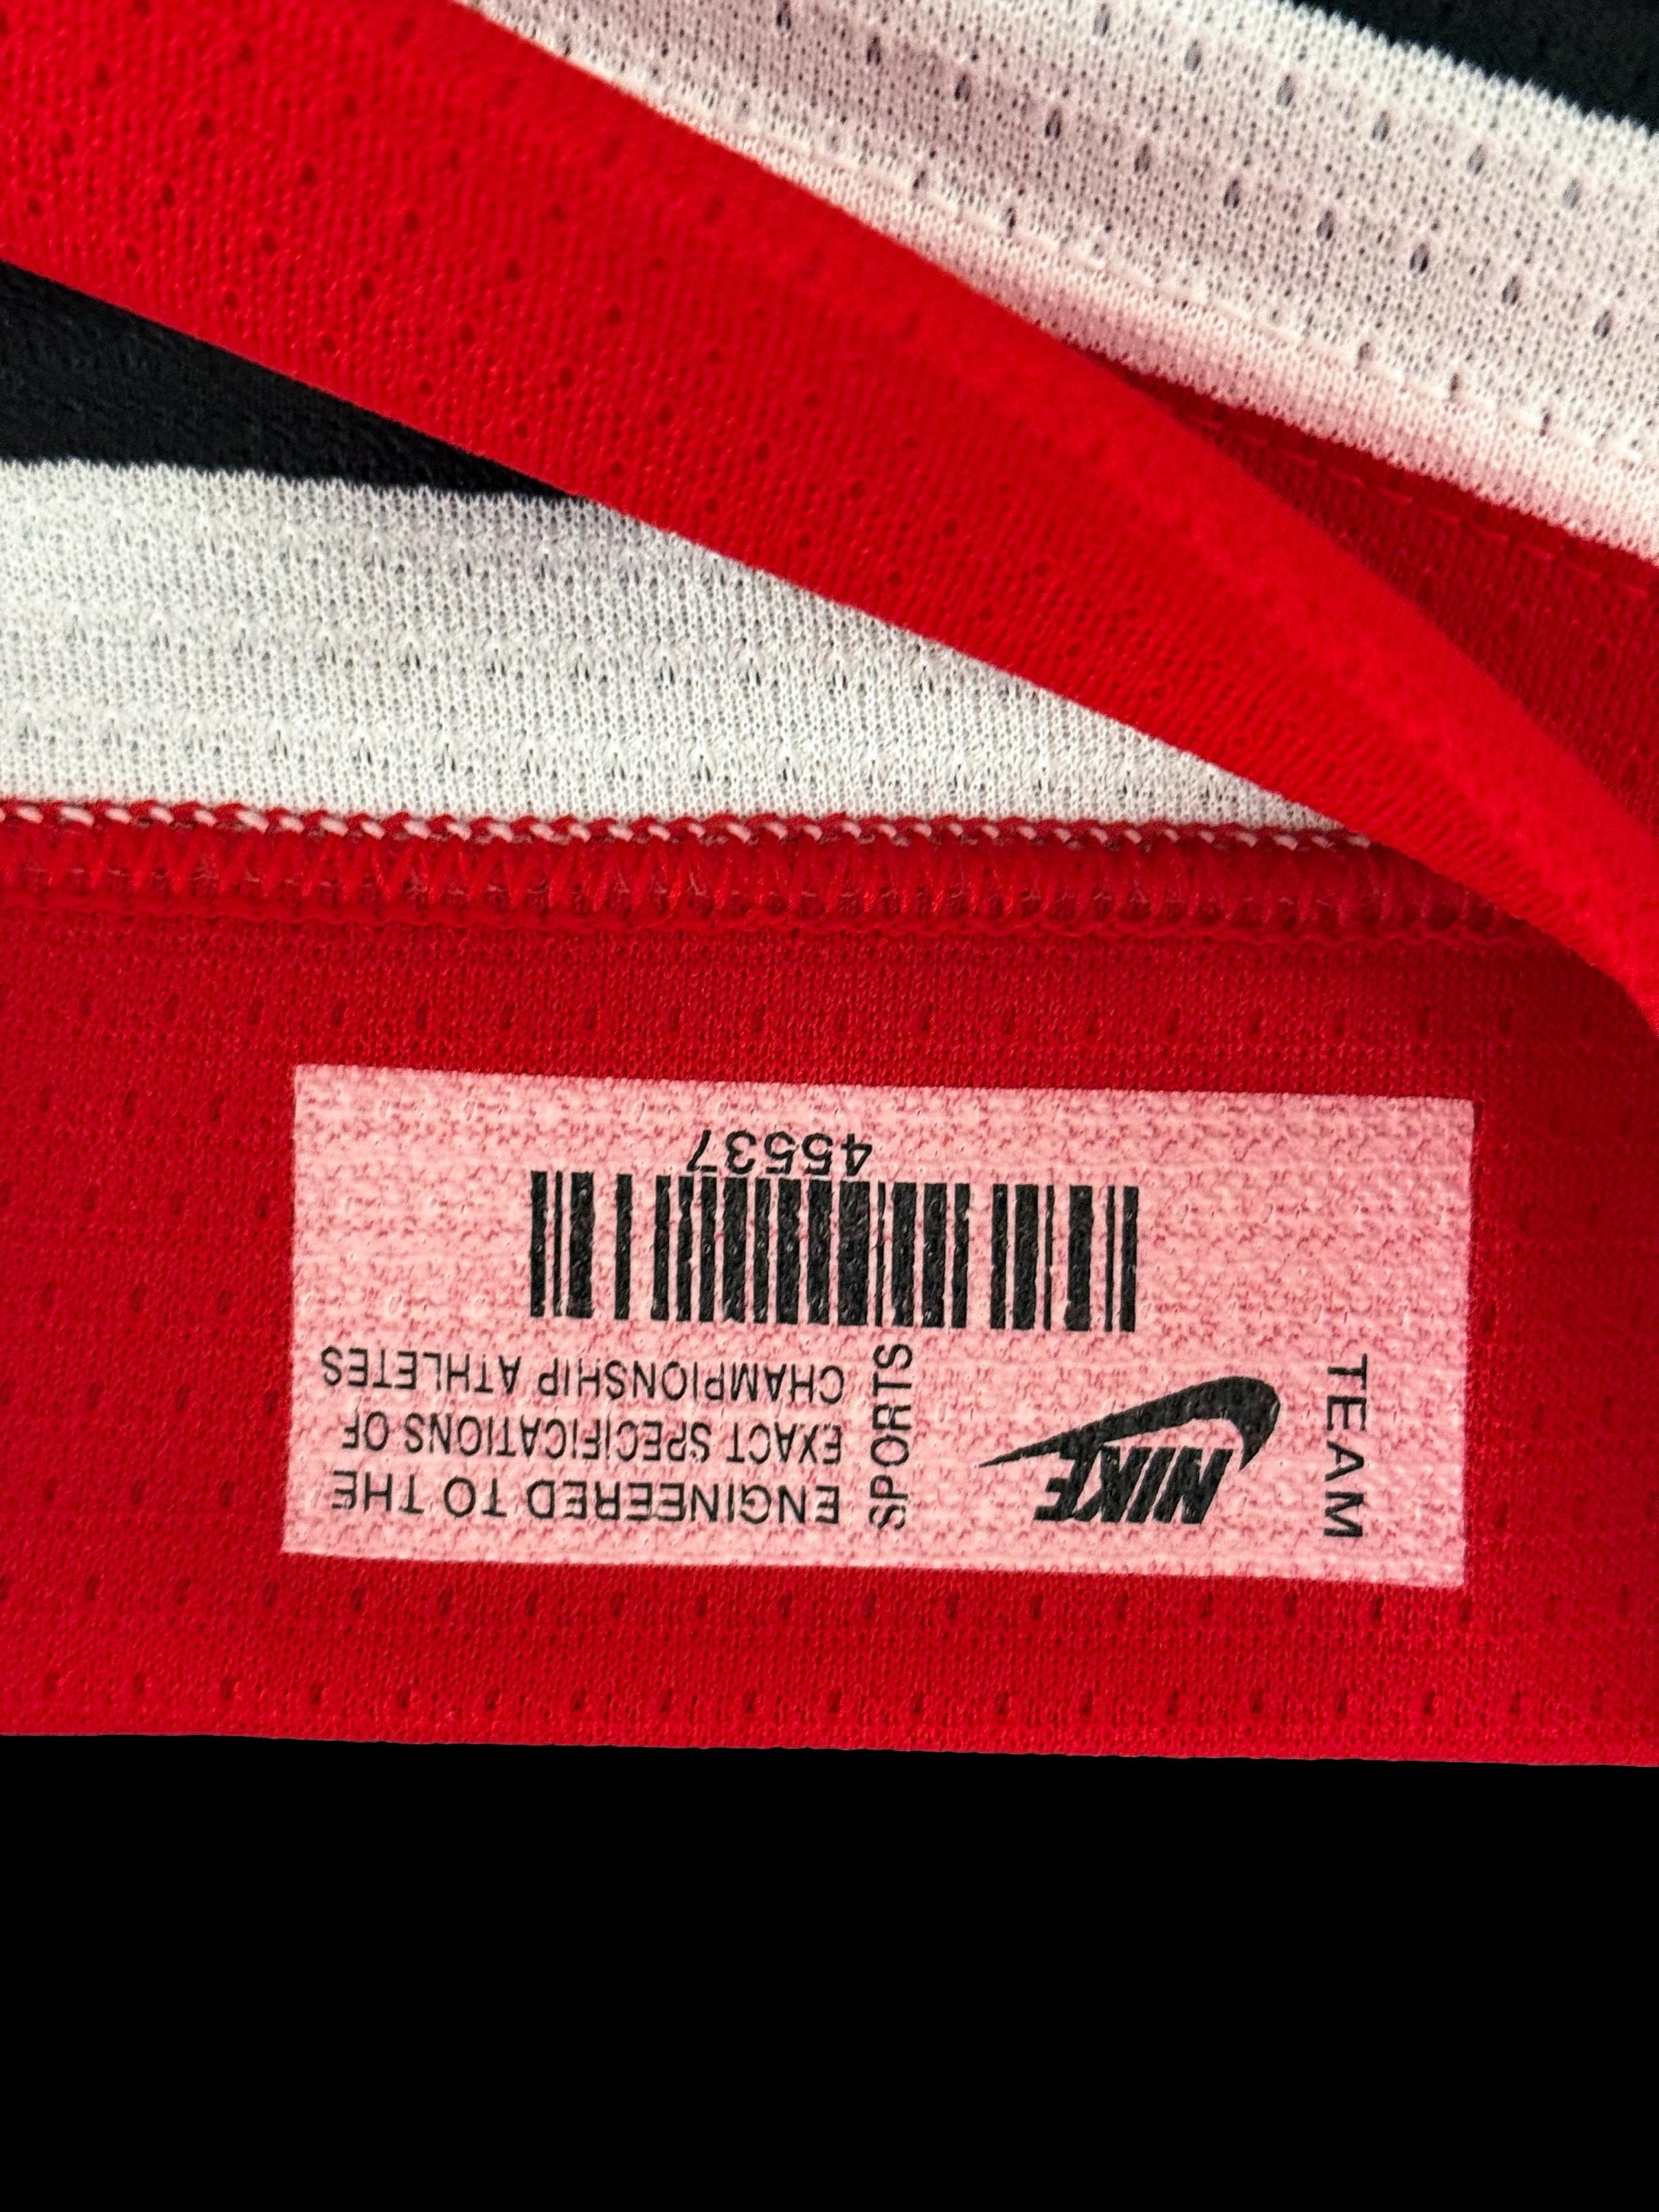 TEAM
NIKE
SPORTS
ENGINEERED TO THE
EXACT SPECIFICATIONS OF
CHAMPIONSHIP ATHLETES
45537